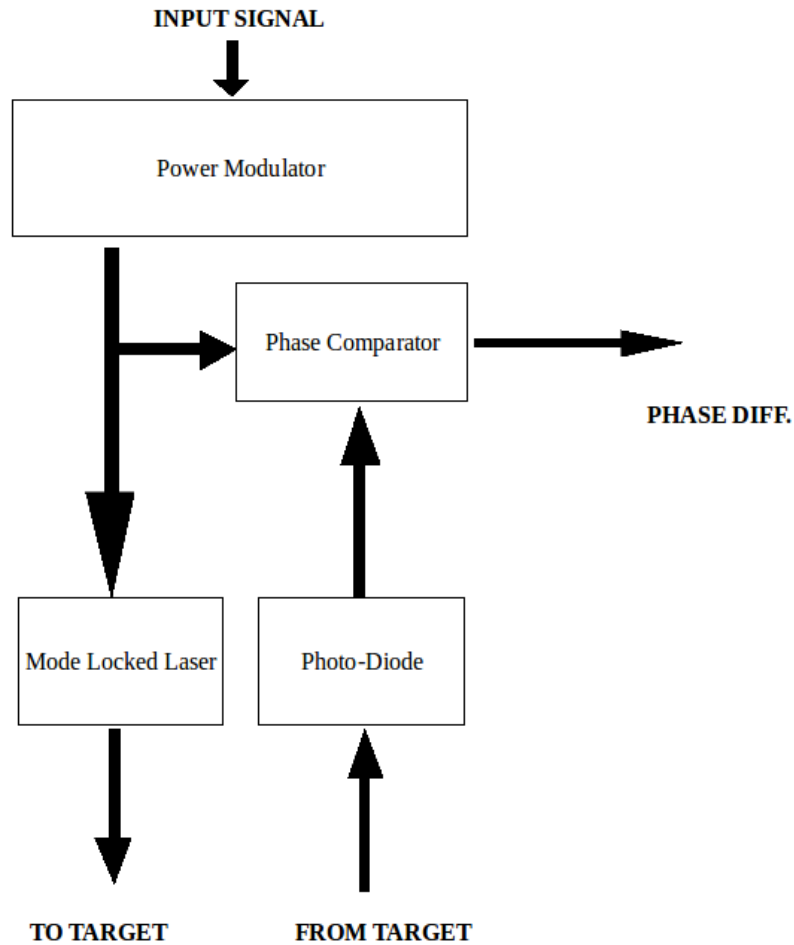 INPUT SIGNAL
Power Modulator
Phase Comparator
PHASE DIFF.
Mode Locked Laser
Photo-Diode
TO TARGET
FROM TARGET